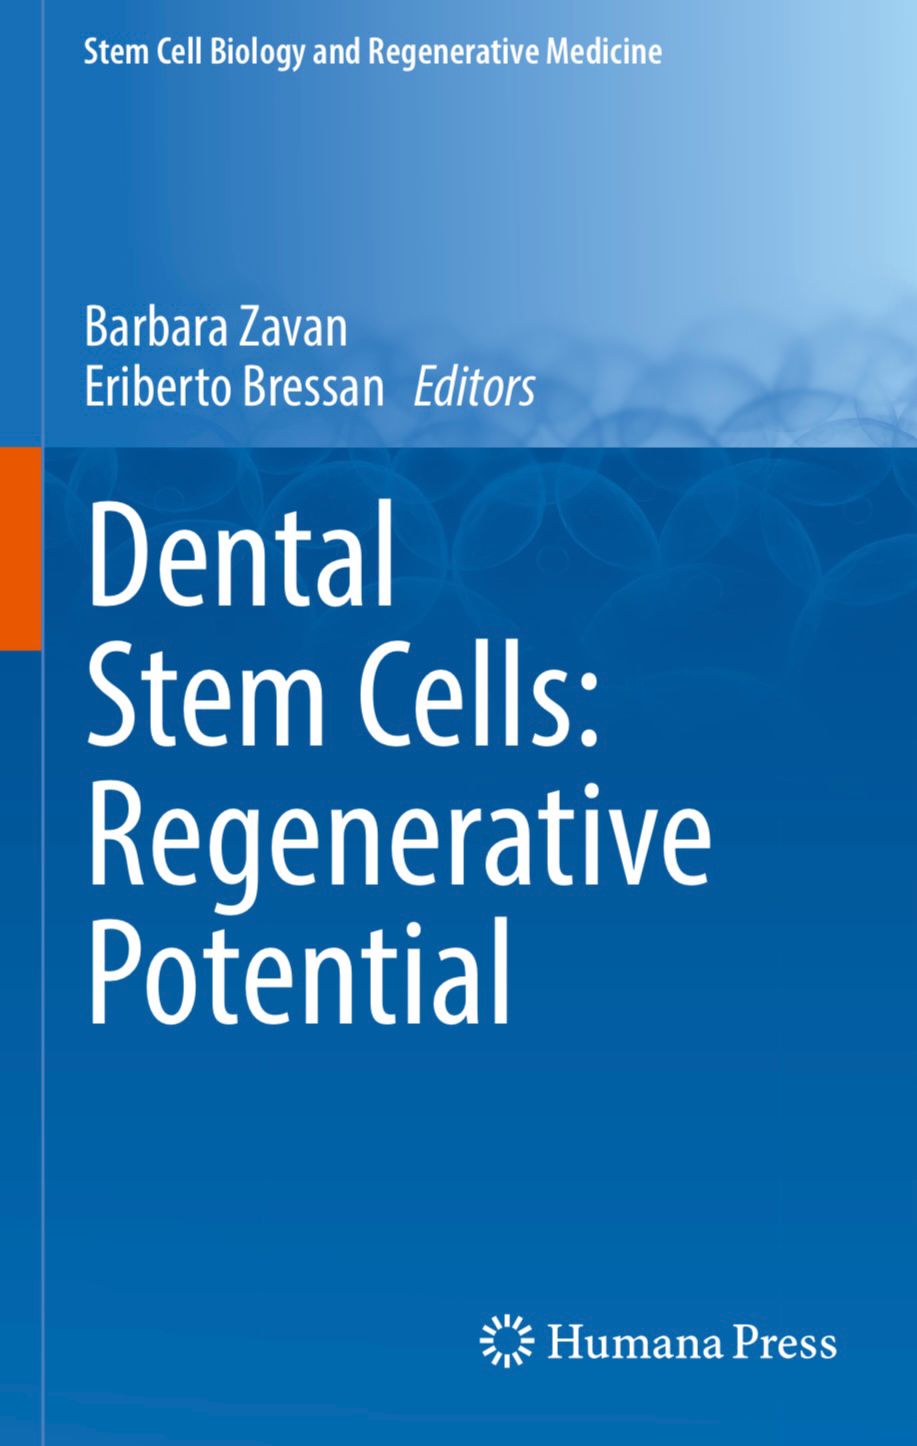 Stem Cell Biology and Regenerative Medicine
Barbara Zavan
Eriberto Bressan Editors
Dental
Stem Cells:
Regenerative
Potential
Humana Press